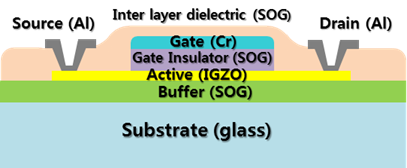 Inter layer dielectric (SOG)
Source (Al)
Drain (Al)
Gate (Cr)
Gate Insulator (SOG)
Active (IGZO)
Buffer (SOG)
Substrate (glass)